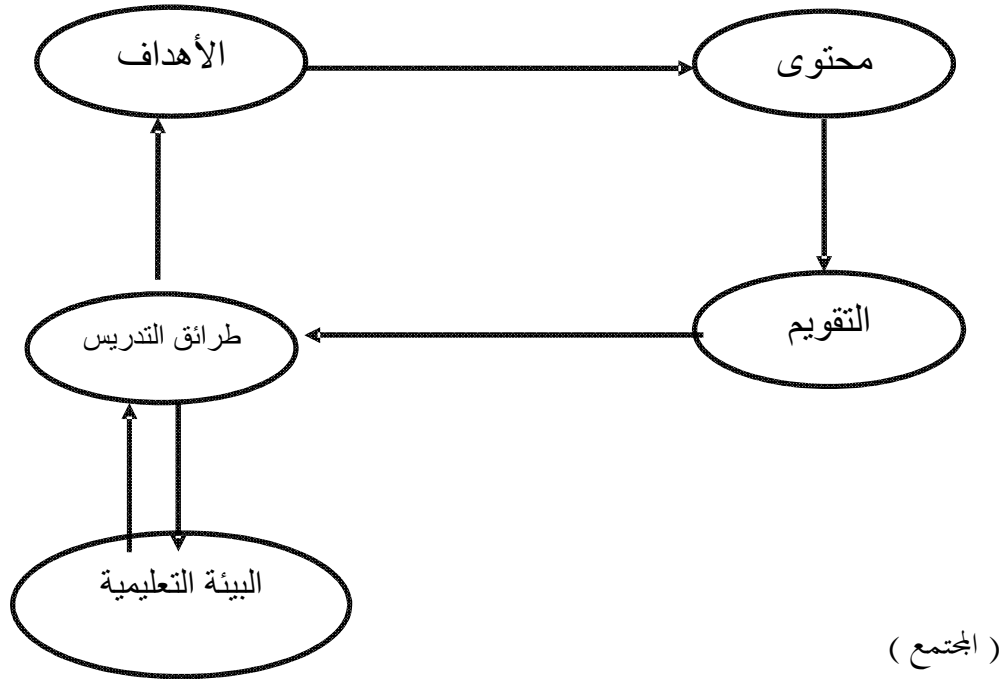 الأهداف
محتوى
التقويم
طرائق التدريس
البيئة التعليمية
( المجتمع )